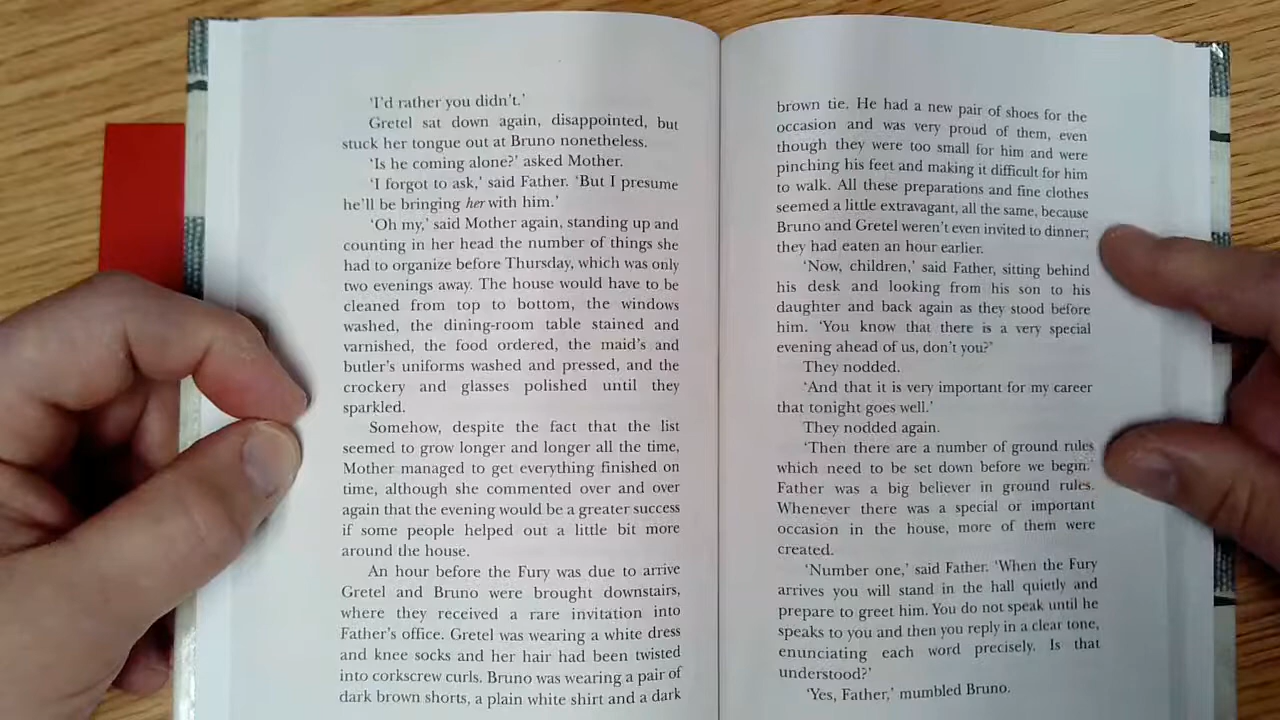 'I'd rather you didn't.'
Gretel sat down again, disappointed, but
stuck her tongue out at Bruno nonetheless.
'Is he coming alone?' asked Mother.
'I forgot to ask,' said Father. 'But I presume
he'll be bringing her with him.'
'Oh my,' said Mother again, standing up and
counting in her head the number of things she
had to organize before Thursday, which was only
two evenings away. The house would have to be
cleaned from top to bottom, the windows
washed, the dining-room table stained and
varnished, the food ordered, the maid's and
butler's uniforms washed and pressed, and the
crockery and glasses polished until they
sparkled.
Somehow, despite the fact that the list
seemed to grow longer and longer all the time,
Mother managed to get everything finished on
time, although she commented over and over
again that the evening would be a greater success
if some people helped out a little bit more
around the house.
An hour before the Fury was due to arrive
Gretel and Bruno were brought downstairs,
where they received a rare invitation into
Father's office. Gretel was wearing a white dress
and knee socks and her hair had been twisted
into corkscrew curls. Bruno was wearing a pair of
dark brown shorts, a plain white shirt and a dark
brown tie. He had a new pair of shoes for the
occasion and was very proud of them, even
though they were too small for him and were
pinching his feet and making it difficult for him
to walk. All these preparations and fine clothes
seemed a little extravagant, all the same, because
Bruno and Gretel weren't even invited to dinner;
they had eaten an hour earlier.
'Now, children,' said Father, sitting behind
his desk and looking from his son to his
daughter and back again as they stood before
him. 'You know that there is a very special
evening ahead of us, don't you?'
They nodded.
'And that it is very important for my career
that tonight goes well.'
They nodded again.
'Then there are a number of ground rules
which need to be set down before we begin.'
Father was a big believer in ground rules.
Whenever there was a special or important
occasion in the house, more of them were
created.
'Number one,' said Father. 'When the Fury
arrives you will stand in the hall quietly and
prepare to greet him. You do not speak until he
speaks to you and then you reply in a clear tone,
enunciating each word precisely. Is that
understood?'
'Yes, Father,' mumbled Bruno.